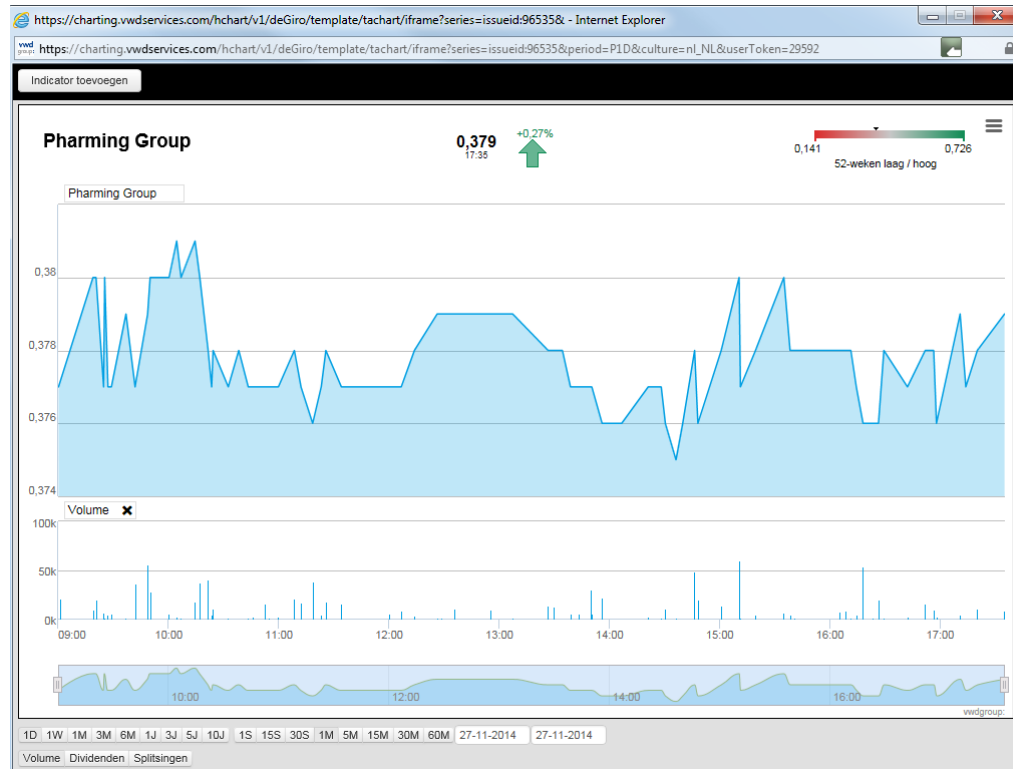 https://charting.vwdservices.com/hchart/v1/deGiro/template/tachart/iframe?series=issueid:96535& - Internet Explorer
vwd group: https://charting.vwdservices.com/hchart/v1/deGiro/template/tachart/iframe?series=issueid:96535&period=P1D&culture=nl_NL&userToken=29592
Indicator toevoegen
Pharming Group
0,379
17:35
+0,27%
0,141 0,726
52-weken laag / hoog
Pharming Group
0,38
0,378
0,376
0,374
Volume
100k
50k
0k
09:00 10:00 11:00 12:00 13:00 14:00 15:00 16:00 17:00
10:00 12:00 14:00 16:00
vwdgroup:
1D 1W 1M 3M 6M 1J 3J 5J 10J 1S 15S 30S 1M 5M 15M 30M 60M 27-11-2014 27-11-2014
Volume Dividenden Splitsingen